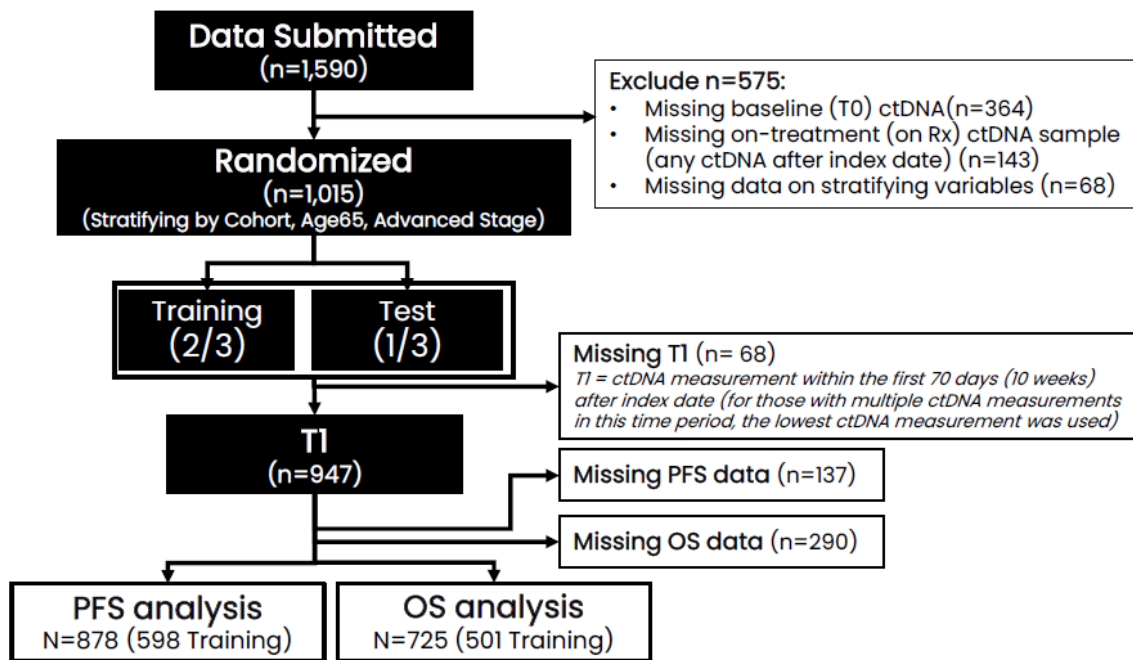 Data Submitted
(n=1,590)
Exclude n=575:
• Missing baseline (T0) ctDNA(n=364)
• Missing on-treatment (on Rx) ctDNA sample
(any ctDNA after index date) (n=143)
• Missing data on stratifying variables (n=68)
Randomized
(n=1,015)
(Stratifying by Cohort, Age65, Advanced Stage)
Training
(2/3)
Test
(1/3)
Missing T1 (n= 68)
T1 = ctDNA measurement within the first 70 days (10 weeks)
after index date (for those with multiple ctDNA measurements
in this time period, the lowest ctDNA measurement was used)
T1
(n=947)
Missing PFS data (n=137)
Missing OS data (n=290)
PFS analysis
N=878 (598 Training)
OS analysis
N=725 (501 Training)